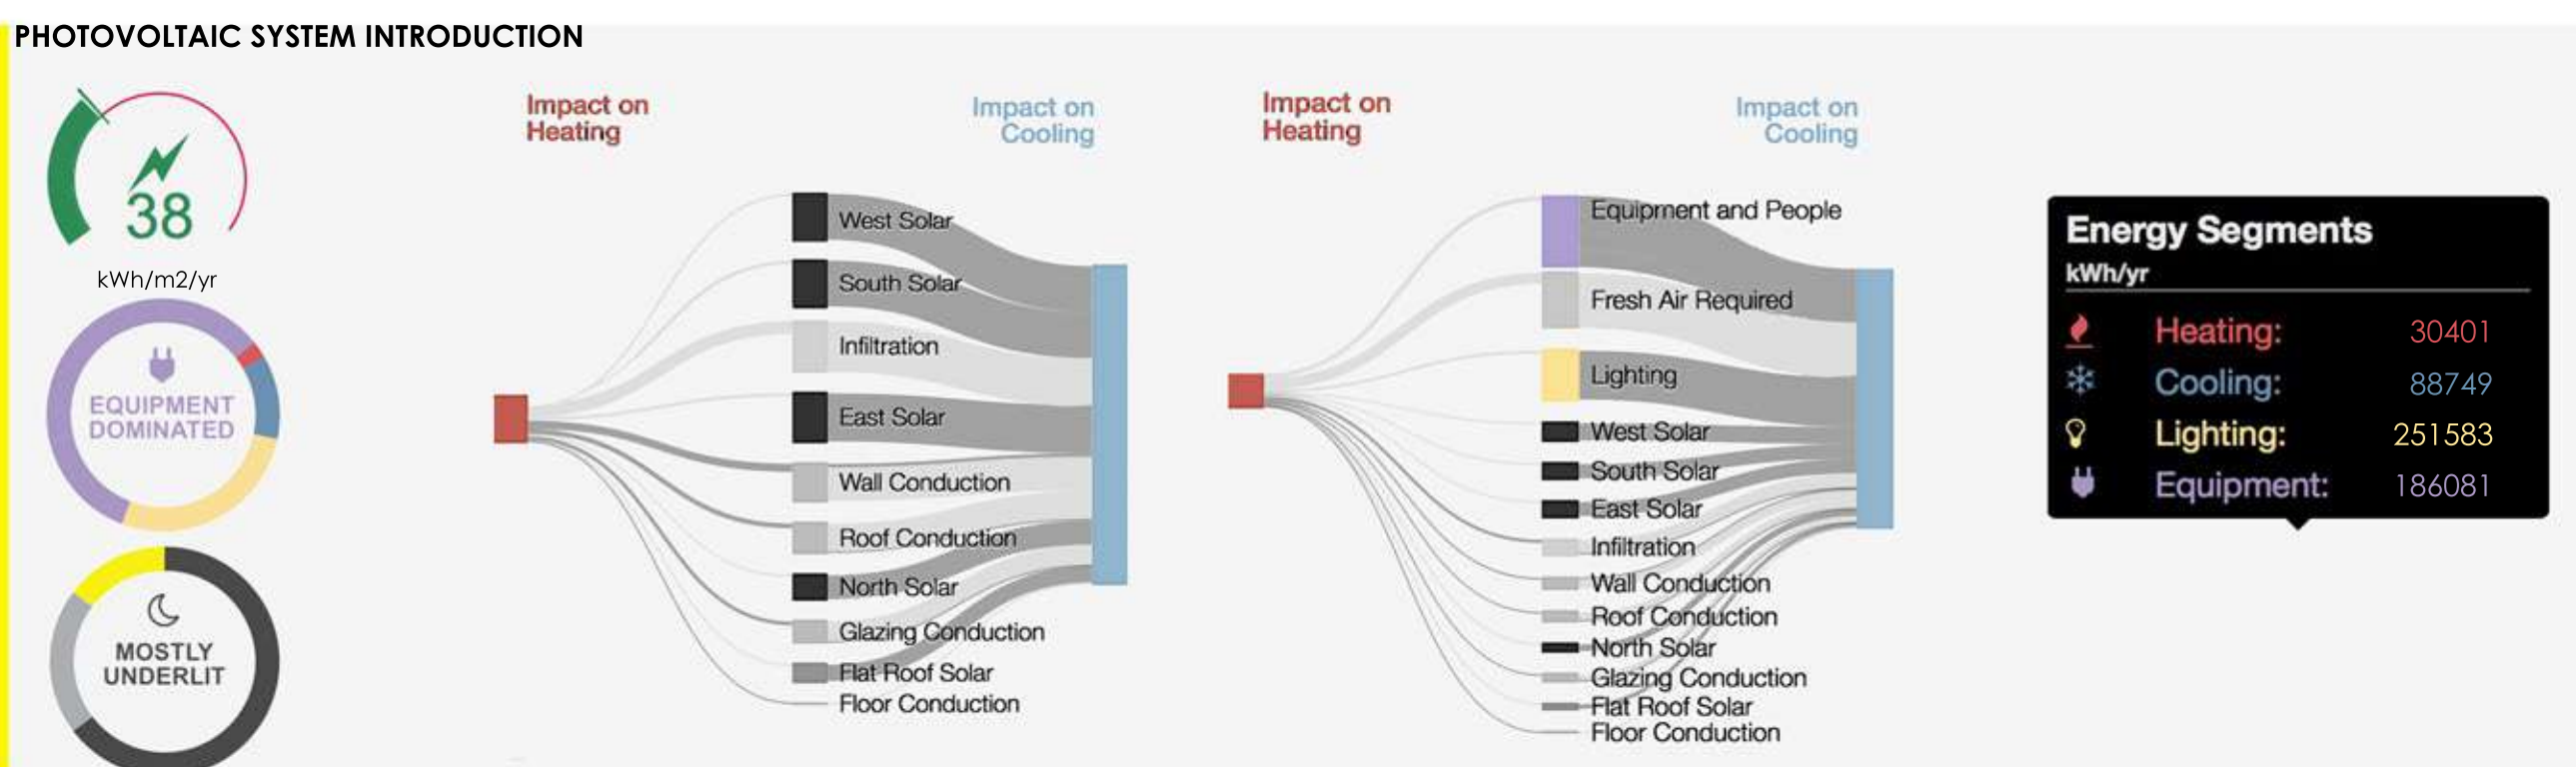 PHOTOVOLTAIC SYSTEM INTRODUCTION
38
kWh/m2/yr
EQUIPMENT
DOMINATED
MOSTLY
UNDERLIT
Impact on
Heating
Impact on
Cooling
West Solar
South Solar
Infiltration
East Solar
Wall Conduction
Roof Conduction
North Solar
Glazing Conduction
Flat Roof Solar
Floor Conduction
Impact on
Heating
Impact on
Cooling
Equipment and People
Fresh Air Required
Lighting
West Solar
South Solar
East Solar
Infiltration
Wall Conduction
Roof Conduction
North Solar
Glazing Conduction
Flat Roof Solar
Floor Conduction
Energy Segments
kWh/yr
Heating: 30401
Cooling: 88749
Lighting: 251583
Equipment: 186081